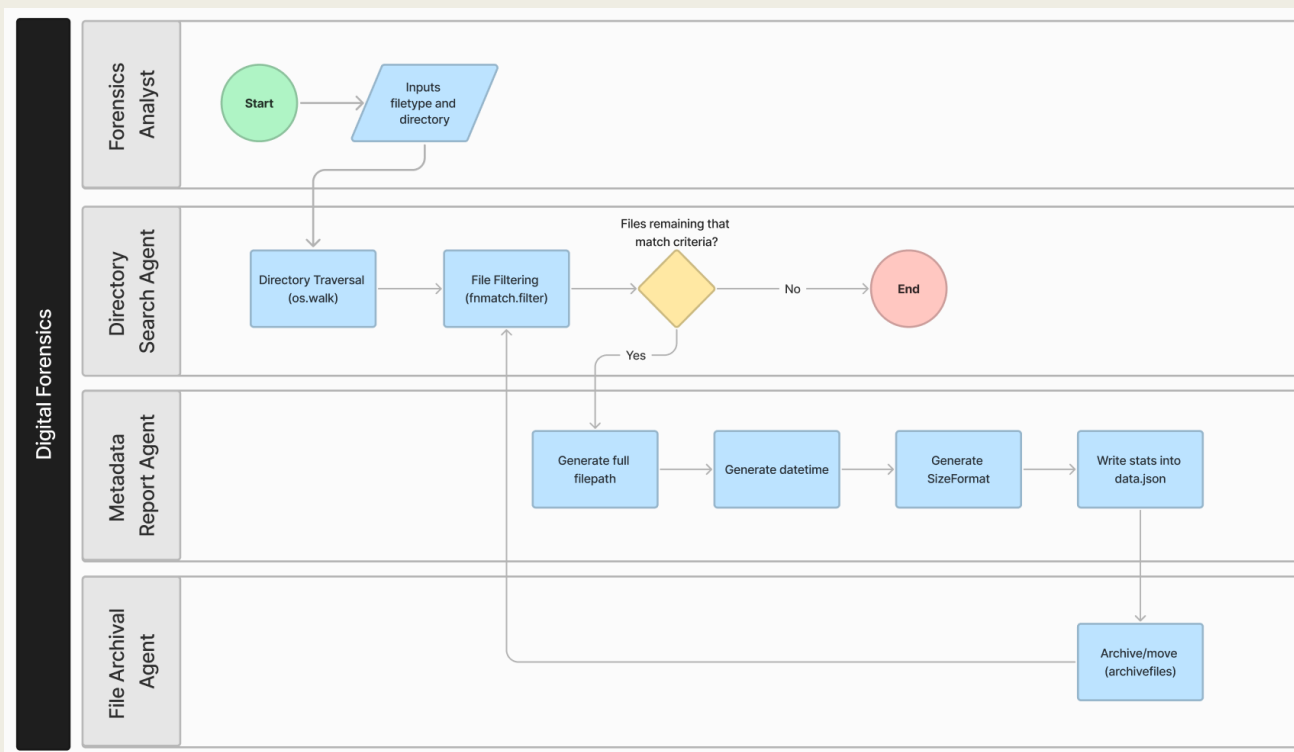 Digital Forensics
Forensics
Analyst
Start
Inputs
filetype and
directory
Directory
Search Agent
Directory Traversal
(os.walk)
File Filtering
(fnmatch.filter)
Files remaining that
match criteria?
No
End
Yes
Metadata
Report Agent
Generate full
filepath
Generate datetime
Generate
SizeFormat
Write stats into
data.json
File Archival
Agent
Archive/move
(archivefiles)